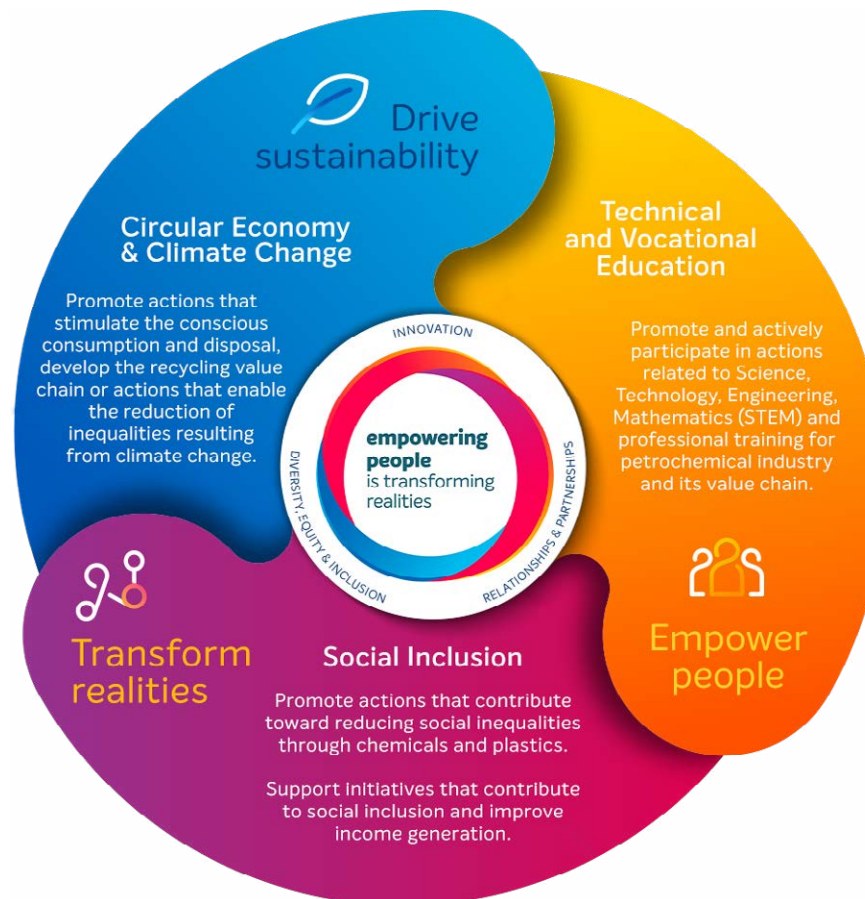 Drive
sustainability
Circular Economy
& Climate Change
Promote actions that
stimulate the conscious
consumption and disposal,
develop the recycling value
chain or actions that enable
the reduction of
inequalities resulting
from climate change.
Technical
and Vocational
Education
Promote and actively
participate in actions
related to Science,
Technology, Engineering,
Mathematics (STEM) and
professional training for
petrochemical industry
and its value chain.
Empower
people
INNOVATION
DIVERSITY, EQUITY & INCLUSION
RELATIONSHIPS & PARTNERSHIPS
empowering
people
is transforming
realities
Transform
realities
Social Inclusion
Promote actions that contribute
toward reducing social inequalities
through chemicals and plastics.
Support initiatives that contribute
to social inclusion and improve
income generation.